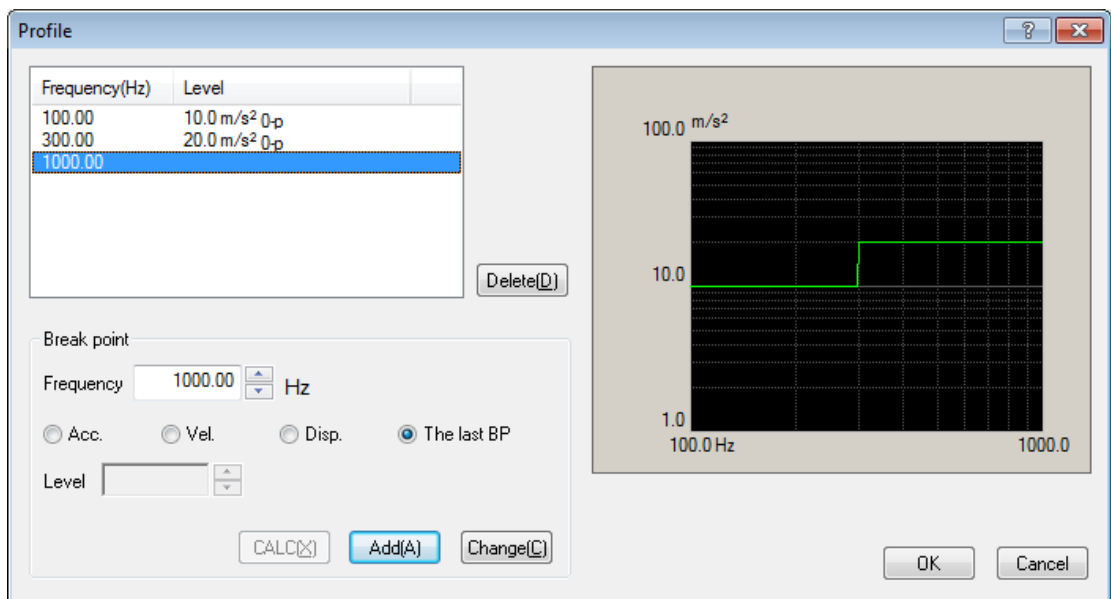 Profile
Frequency(Hz) Level
100.00 10.0 m/s² 0-p
300.00 20.0 m/s² 0-p
1000.00
Delete(D)
Break point
Frequency 1000.00 Hz
Acc. Vel. Disp. The last BP
Level
CALC(X) Add(A) Change(C)
100.0 m/s²
10.0
1.0
100.0 Hz 1000.0
OK Cancel